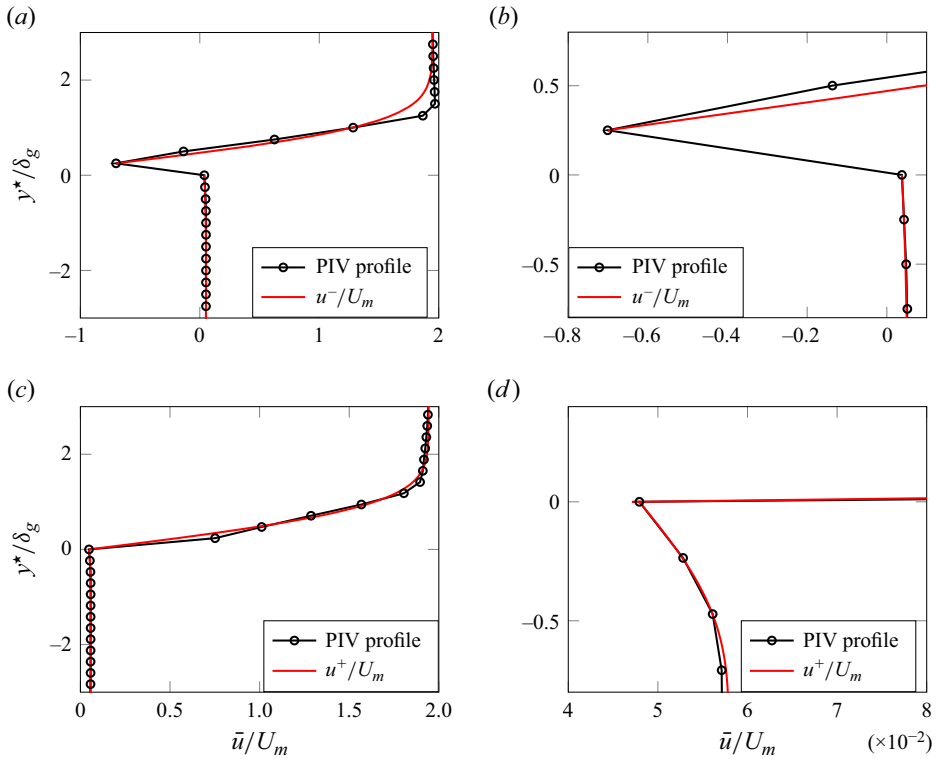 (a)
(b)
2
0
–2
y★/δg
–1
0
1
2
PIV profile
u−/Um
0.5
0
–0.5
–0.8
–0.6
–0.4
–0.2
0
PIV profile
u−/Um
(c)
(d)
2
0
–2
y★/δg
0
0.5
1.0
1.5
2.0
ū/Um
PIV profile
u+/Um
0
–0.5
4
5
6
7
8
ū/Um
(×10−2)
PIV profile
u+/Um